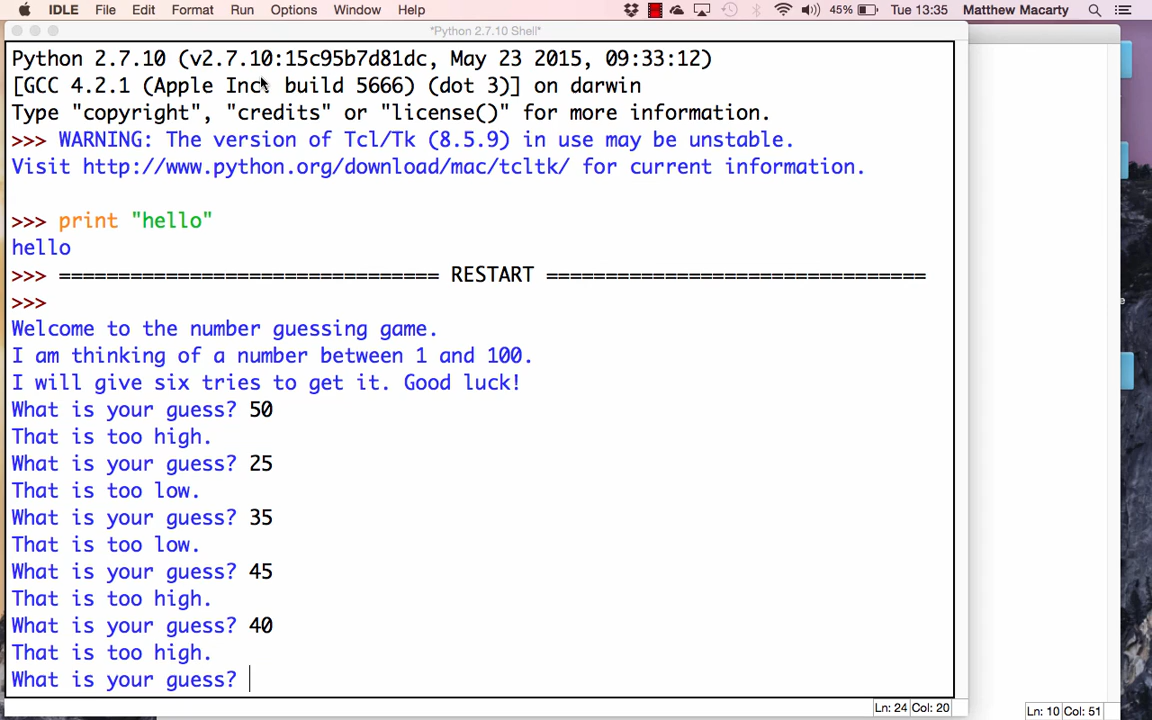 IDLE File Edit Format Run Options Window Help 45% Tue 13:35 Matthew Macarty
*Python 2.7.10 Shell*
Python 2.7.10 (v2.7.10:15c95b7d81dc, May 23 2015, 09:33:12)
[GCC 4.2.1 (Apple Inc. build 5666) (dot 3)] on darwin
Type "copyright", "credits" or "license()" for more information.
>>> WARNING: The version of Tcl/Tk (8.5.9) in use may be unstable.
Visit http://www.python.org/download/mac/tcltk/ for current information.
>>> print "hello"
hello
>>> ================================ RESTART ================================
>>>
Welcome to the number guessing game.
I am thinking of a number between 1 and 100.
I will give six tries to get it. Good luck!
What is your guess? 50
That is too high.
What is your guess? 25
That is too low.
What is your guess? 35
That is too low.
What is your guess? 45
That is too high.
What is your guess? 40
That is too high.
What is your guess?
Ln: 24 Col: 20
Ln: 10 Col: 51